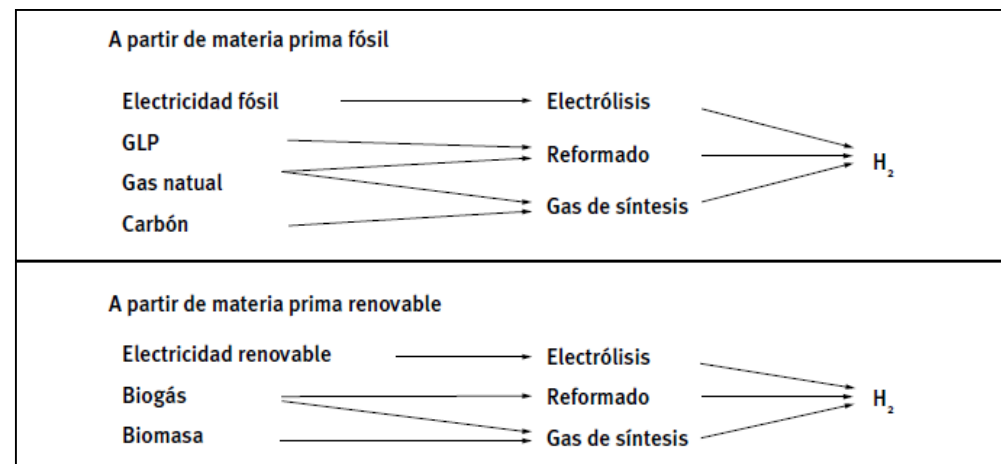 A partir de materia prima fósil
Electricidad fósil Electrólisis
GLP
Reformado H₂
Gas natual
Gas de síntesis
Carbón
A partir de materia prima renovable
Electricidad renovable Electrólisis
Biogás Reformado H₂
Biomasa Gas de síntesis